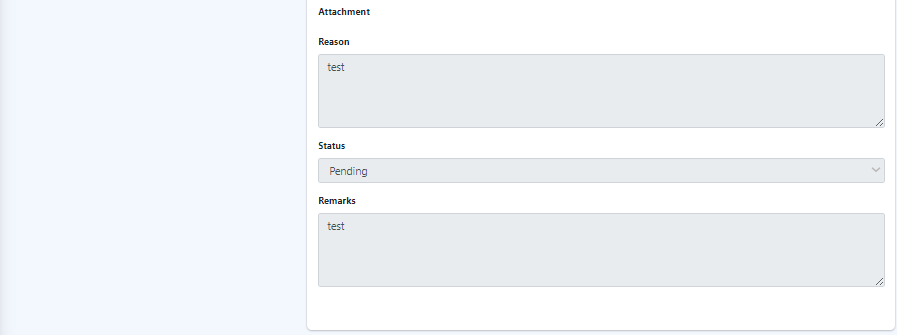 Attachment
Reason
test
Status
Pending
Remarks
test